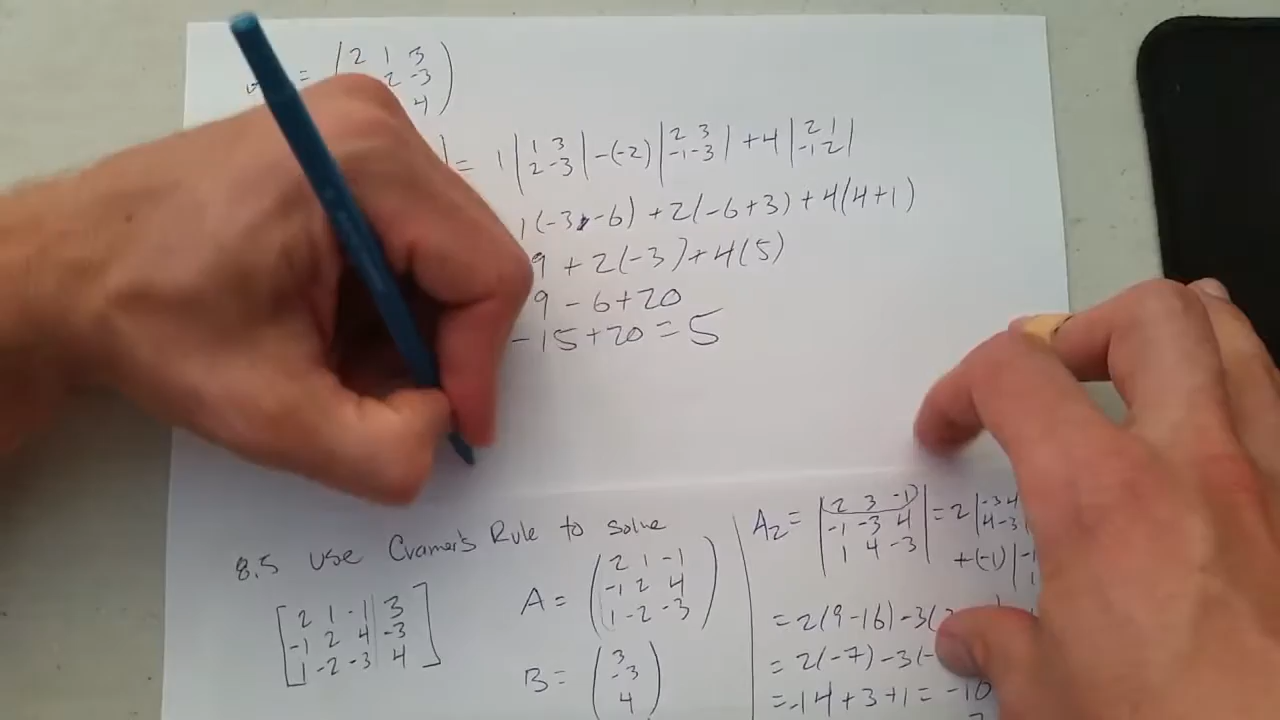 = ( 2 1 3
2 -3
4 )
| = 1 | 1 3 | -(-2) | 2 3 | +4 | 2 1 |
2 -3 -1 -3 -1 2
1(-3 -6) +2(-6+3)+4(4+1)
9 +2(-3)+4(5)
9 - 6+20
-15+20 = 5
8.5 use Cramer's Rule to solve
[ 2 1 -1 | 3
-1 2 4 | -3
1 -2 -3 | 4 ]
A = ( 2 1 -1
-1 2 4
1 -2 -3 )
B = ( 3
-3
4 )
A2 = | 2 3 -1 | = 2 | -3 4
-1 -3 4 4 -3
1 4 -3 +(-1) | -1
1
= 2(9-16) -3(
= 2(-7) -3(-
= -14+3+1 = -10